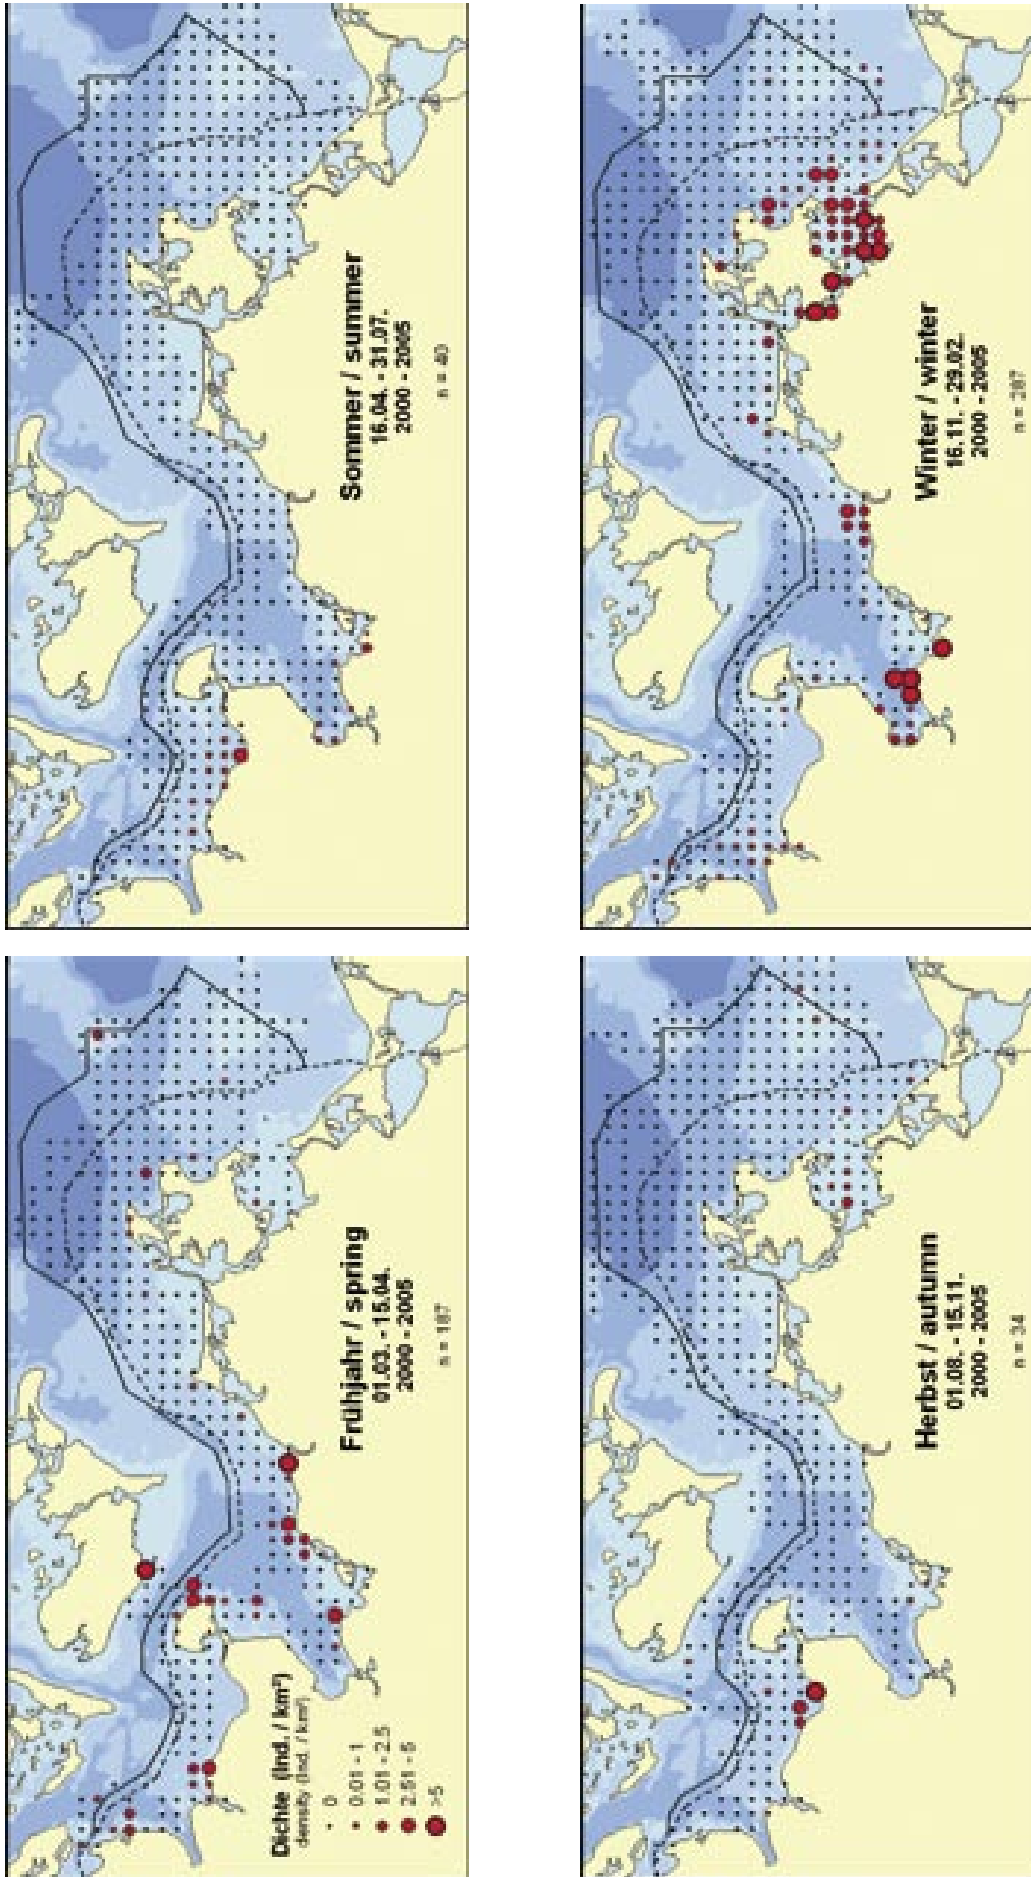 Frühjahr / spring
01.03. - 15.04.
2000 - 2005
n = 187
Dichte (Ind. / km²)
density (Ind. / km²)
0
0.01 - 1
1.01 - 2.5
2.51 - 5
>5
Sommer / summer
16.04. - 31.07.
2000 - 2005
n = 40
Herbst / autumn
01.08. - 15.11.
2000 - 2005
n = 34
Winter / winter
16.11. - 29.02.
2000 - 2005
n = 287